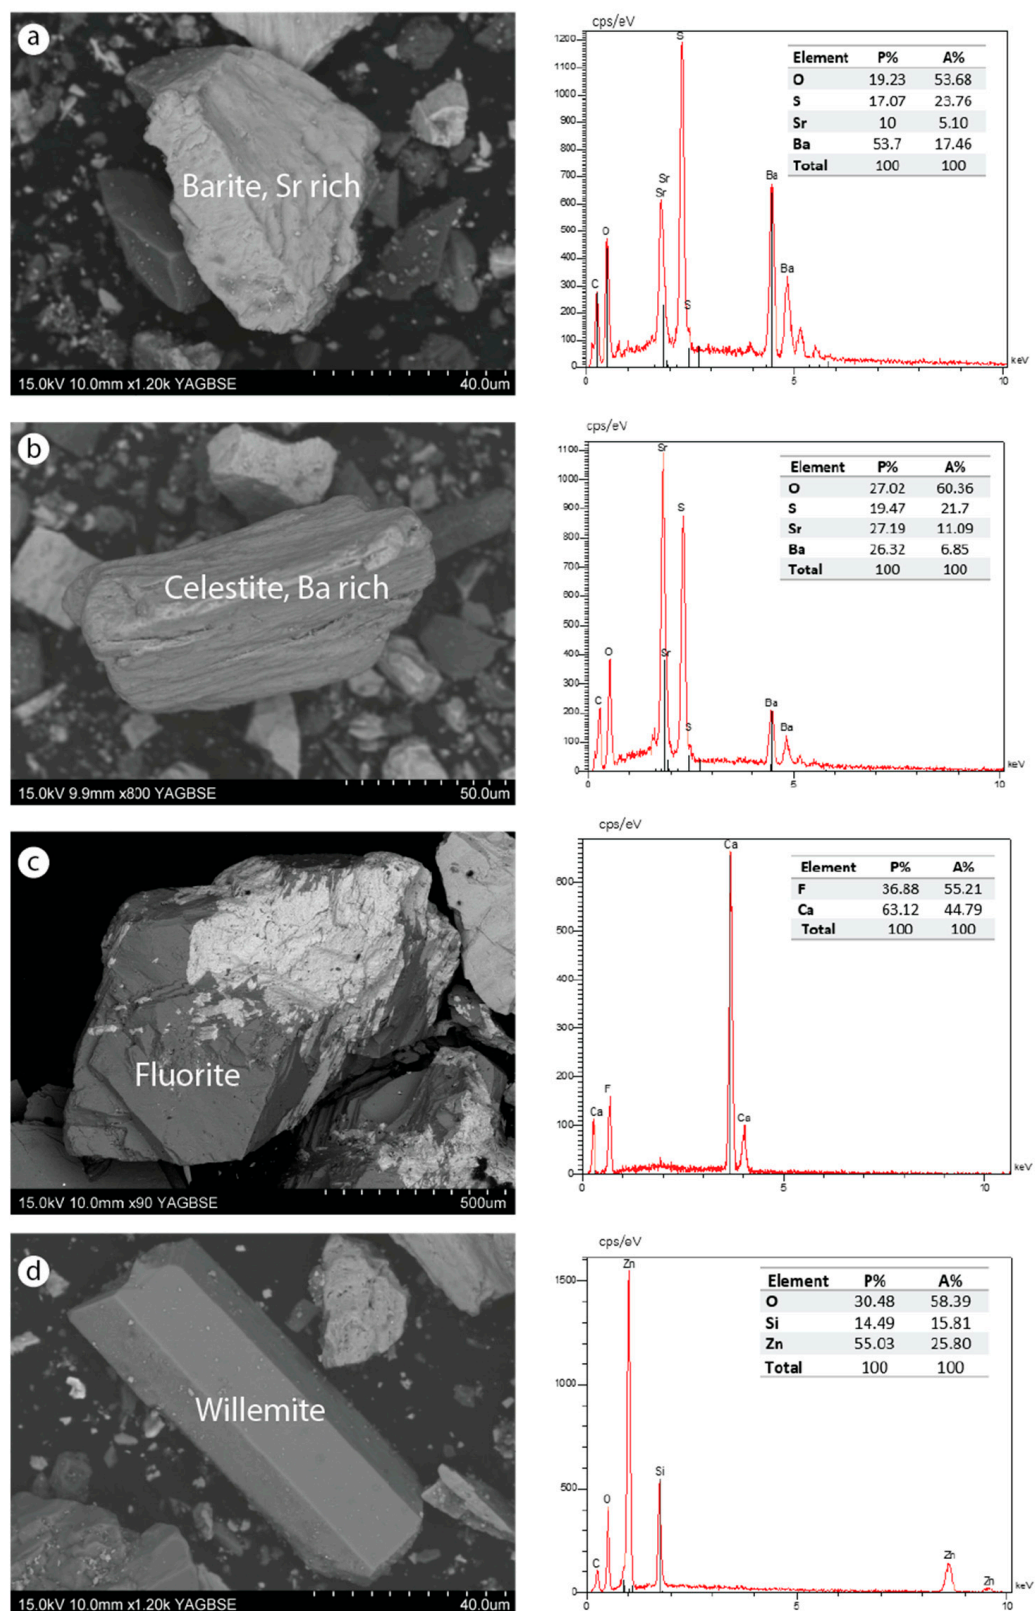 a
Barite, Sr rich
15.0kV 10.0mm x1.20k YAGBSE 40.0um
cps/eV
1200
1100
1000
900
800
700
600
500
400
300
200
100
0
C O Sr Sr S S Ba Ba
0 5 10
keV
Element P% A%
O 19.23 53.68
S 17.07 23.76
Sr 10 5.10
Ba 53.7 17.46
Total 100 100
b
Celestite, Ba rich
15.0kV 9.9mm x800 YAGBSE 50.0um
cps/eV
1100
1000
900
800
700
600
500
400
300
200
100
0
C O Sr Sr S S Ba Ba
0 5 10
keV
Element P% A%
O 27.02 60.36
S 19.47 21.7
Sr 27.19 11.09
Ba 26.32 6.85
Total 100 100
c
Fluorite
15.0kV 10.0mm x90 YAGBSE 500um
cps/eV
600
500
400
300
200
100
0
Ca F Ca Ca
0 5 10
Element P% A%
F 36.88 55.21
Ca 63.12 44.79
Total 100 100
d
Willemite
15.0kV 10.0mm x1.20k YAGBSE 40.0um
cps/eV
1500
1000
500
0
C O Zn Si Zn Zn
0 5 10
keV
Element P% A%
O 30.48 58.39
Si 14.49 15.81
Zn 55.03 25.80
Total 100 100